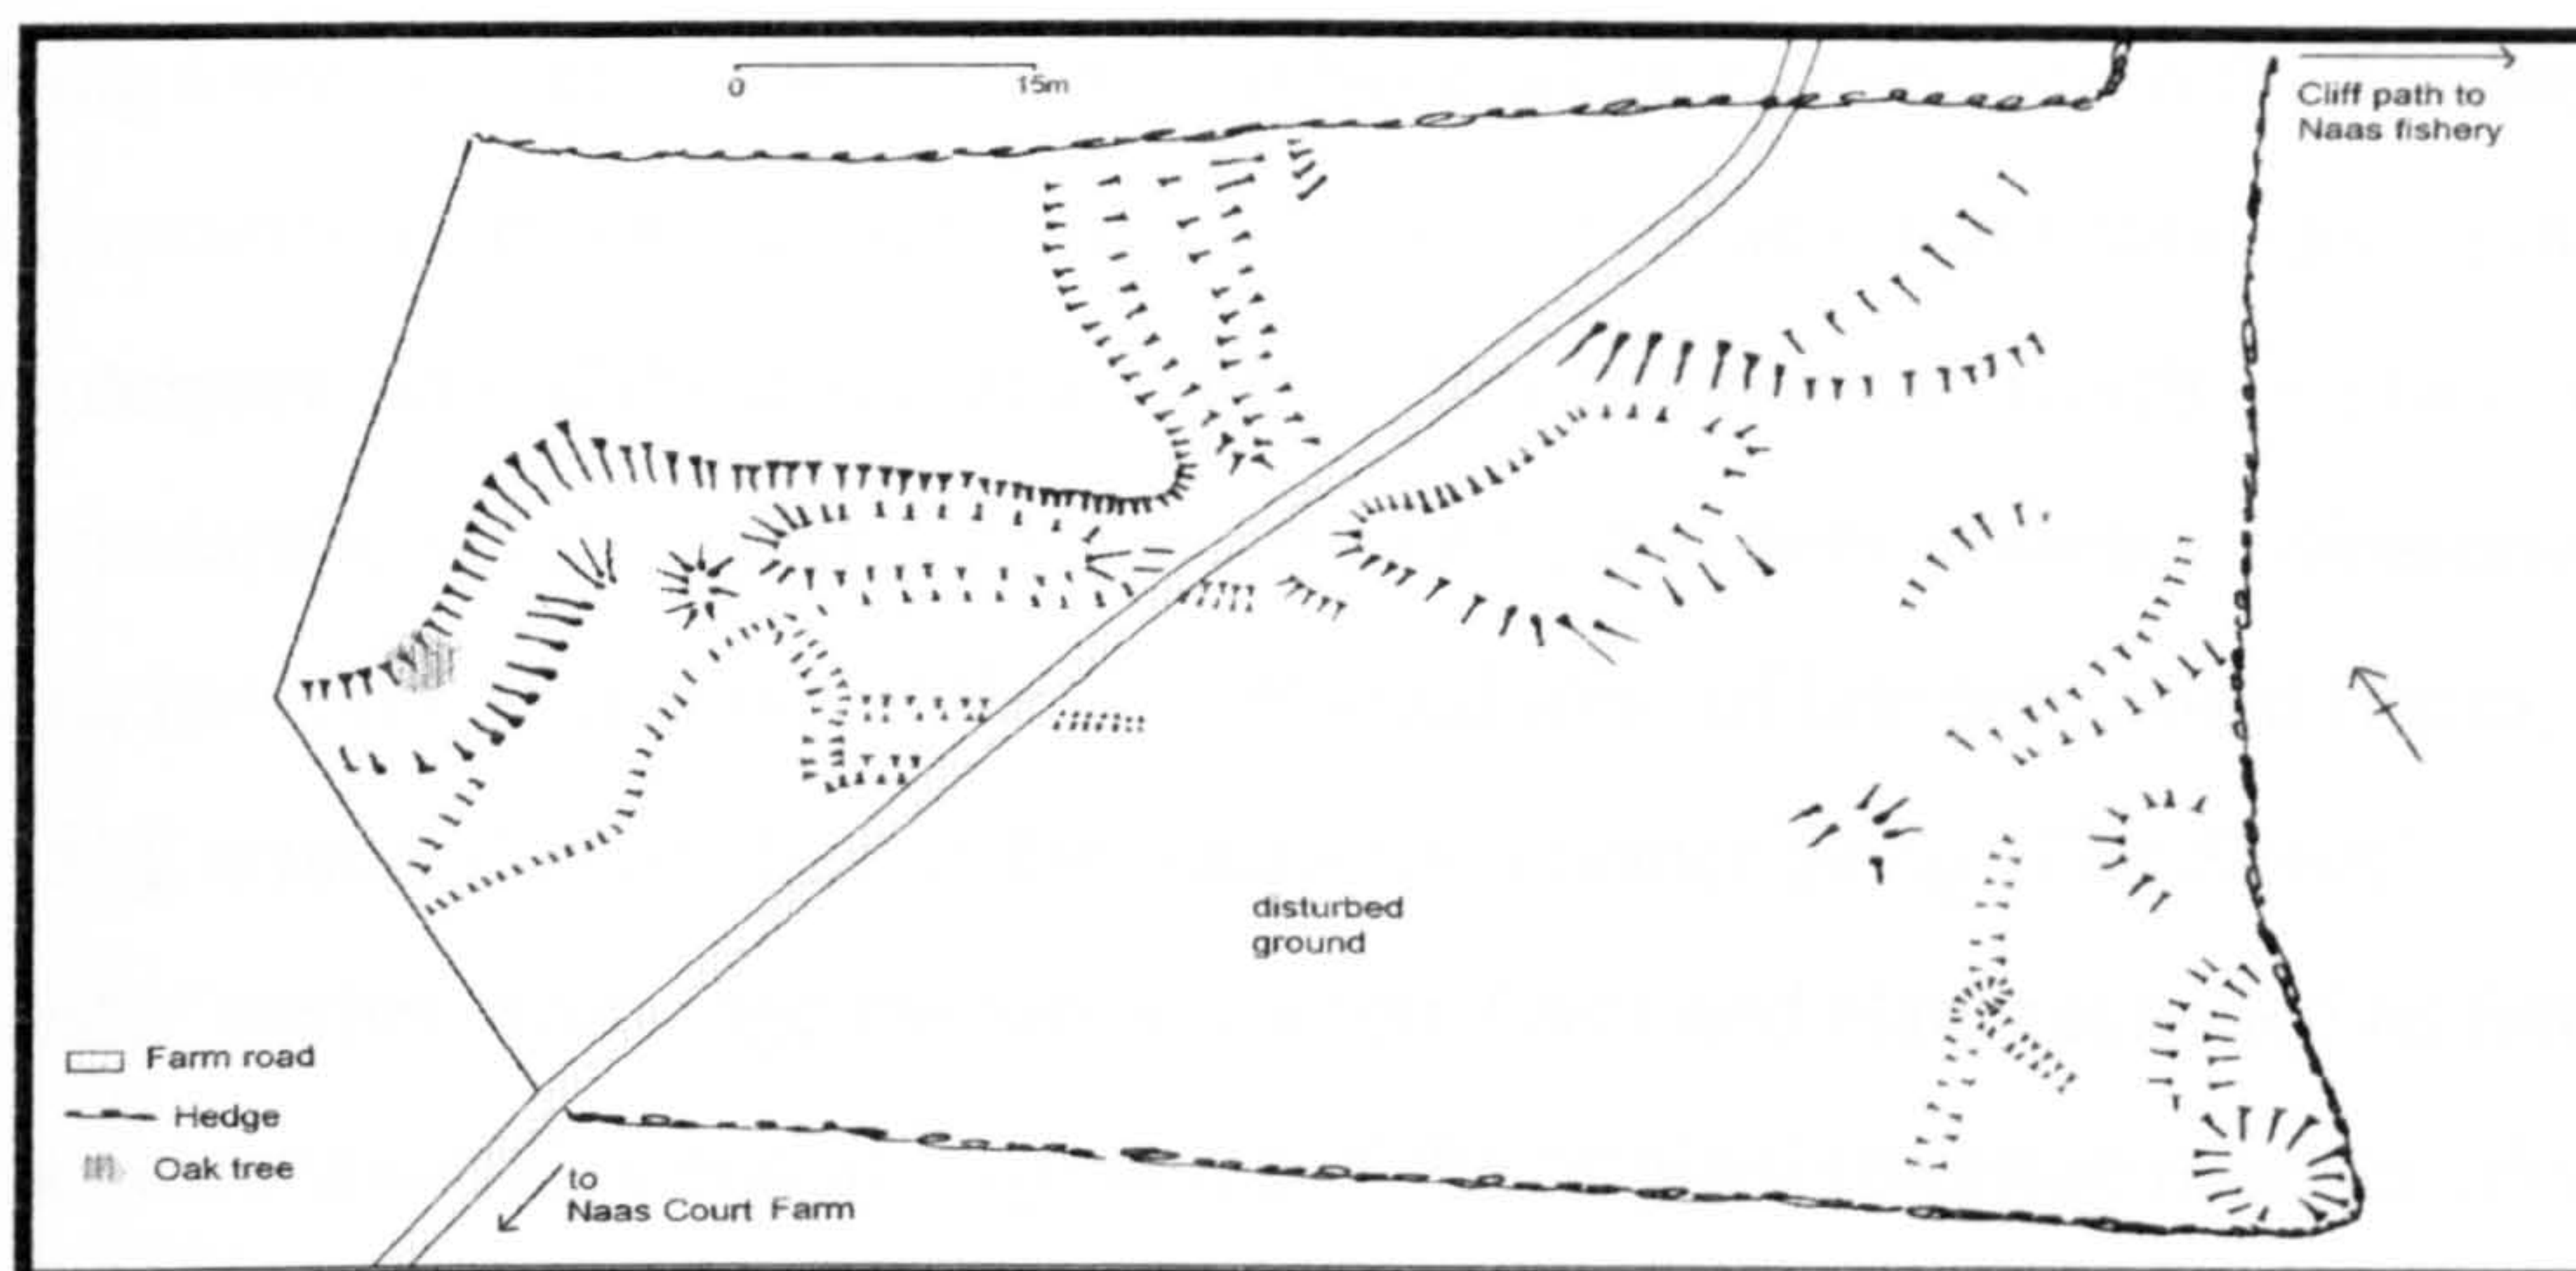 0 15m
Cliff path to
Naas fishery
disturbed
ground
Farm road
Hedge
Oak tree
to
Naas Court Farm